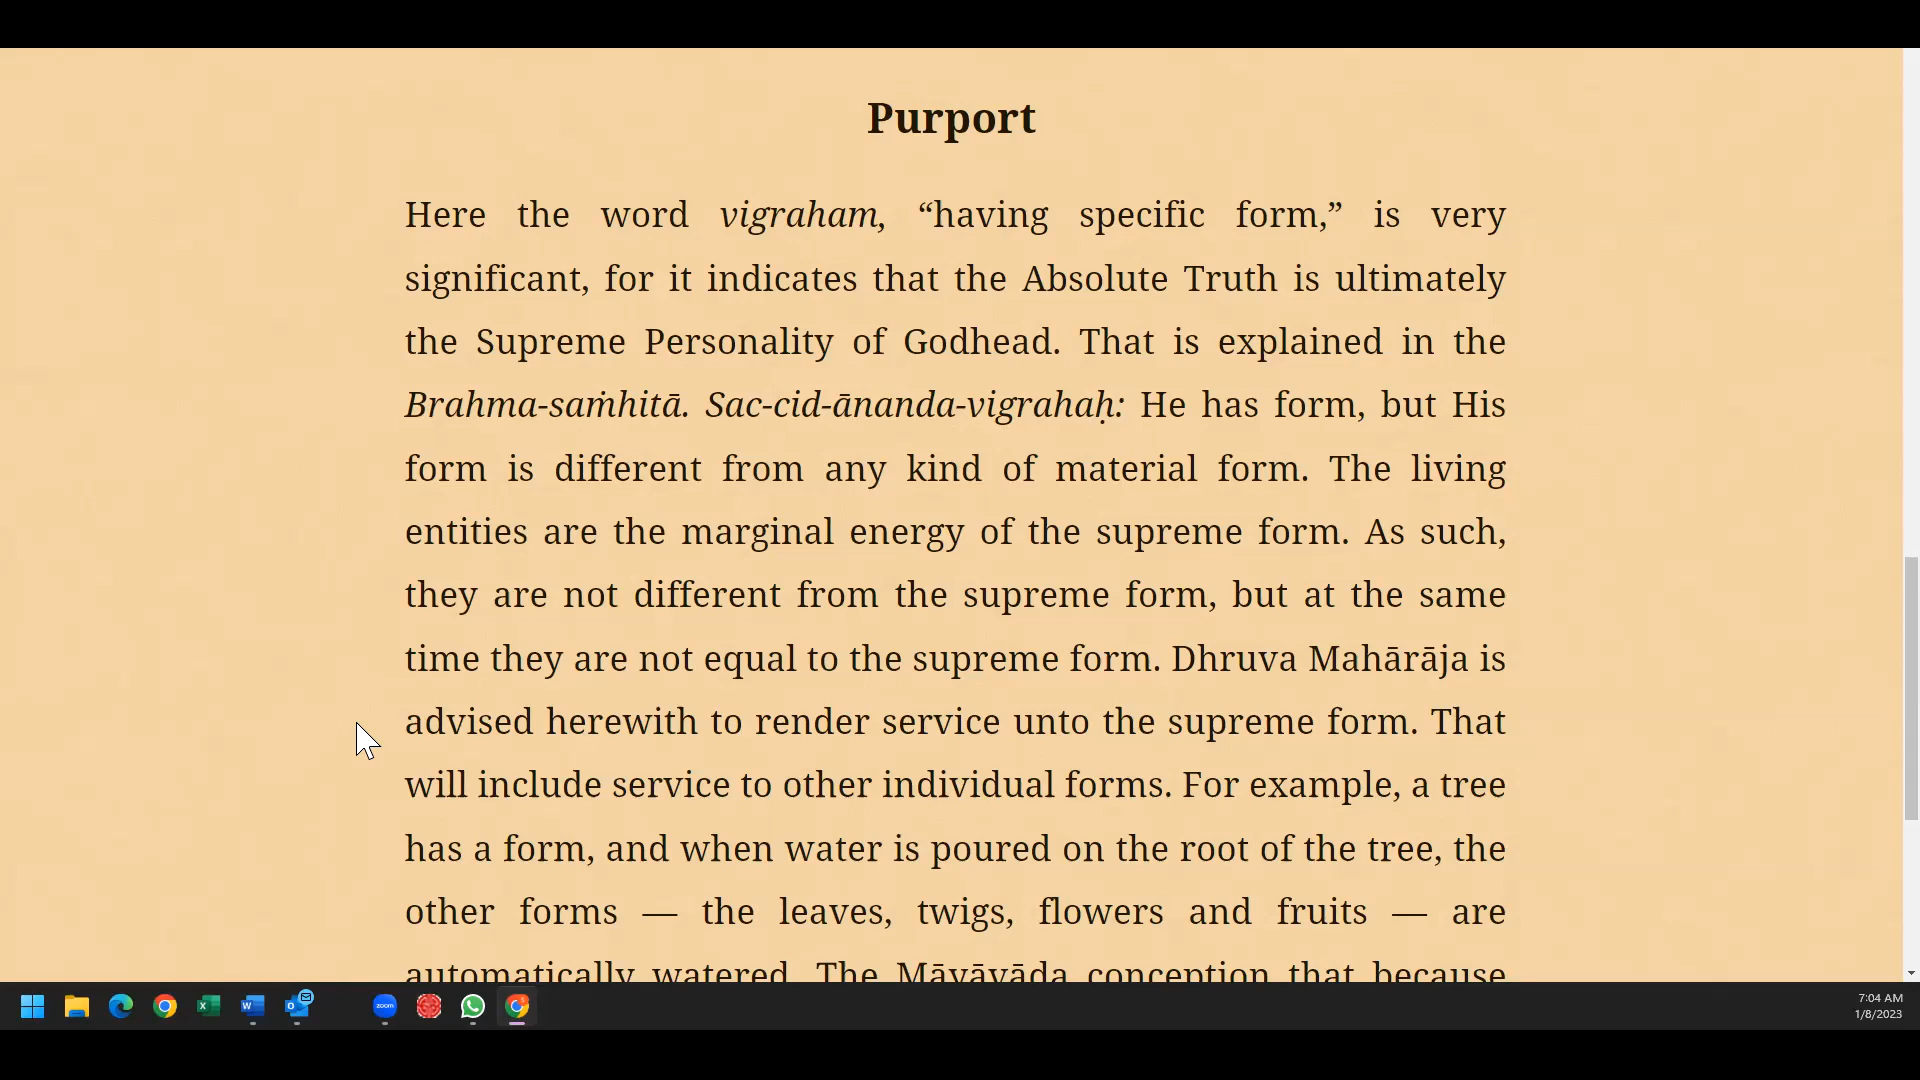 Purport
Here the word vigraham, “having specific form,” is very
significant, for it indicates that the Absolute Truth is ultimately
the Supreme Personality of Godhead. That is explained in the
Brahma-saṁhitā. Sac-cid-ānanda-vigrahaḥ: He has form, but His
form is different from any kind of material form. The living
entities are the marginal energy of the supreme form. As such,
they are not different from the supreme form, but at the same
time they are not equal to the supreme form. Dhruva Mahārāja is
advised herewith to render service unto the supreme form. That
will include service to other individual forms. For example, a tree
has a form, and when water is poured on the root of the tree, the
other forms — the leaves, twigs, flowers and fruits — are
automatically watered. The Māyāvāda conception that because
zoom
7:04 AM
1/8/2023